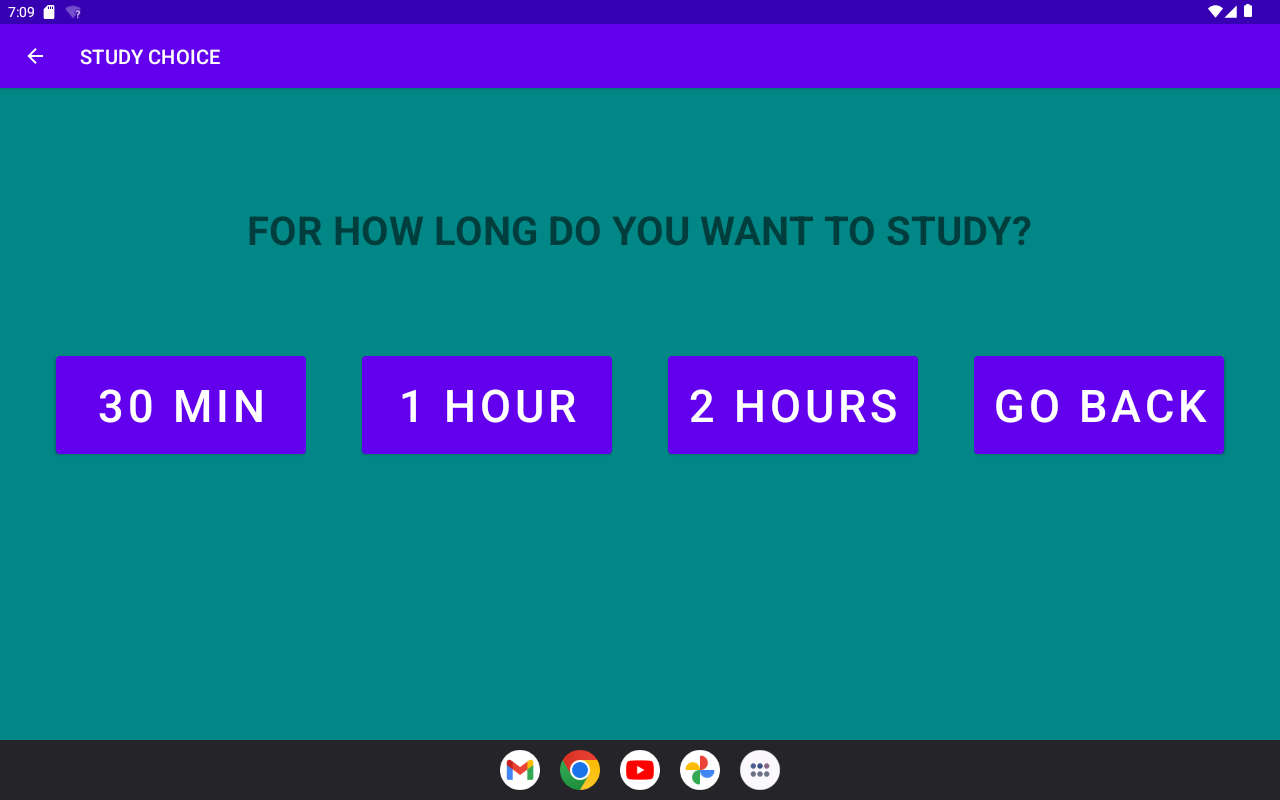 7:09
STUDY CHOICE
FOR HOW LONG DO YOU WANT TO STUDY?
30 MIN
1 HOUR
2 HOURS
GO BACK